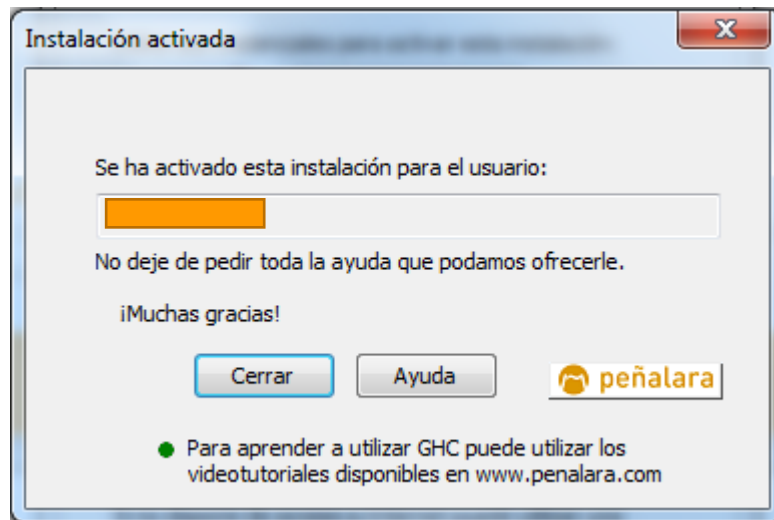 Instalación activada
Se ha activado esta instalación para el usuario:
No deje de pedir toda la ayuda que podamos ofrecerle.
¡Muchas gracias!
Cerrar
Ayuda
peñalara
Para aprender a utilizar GHC puede utilizar los
videotutoriales disponibles en www.penalara.com